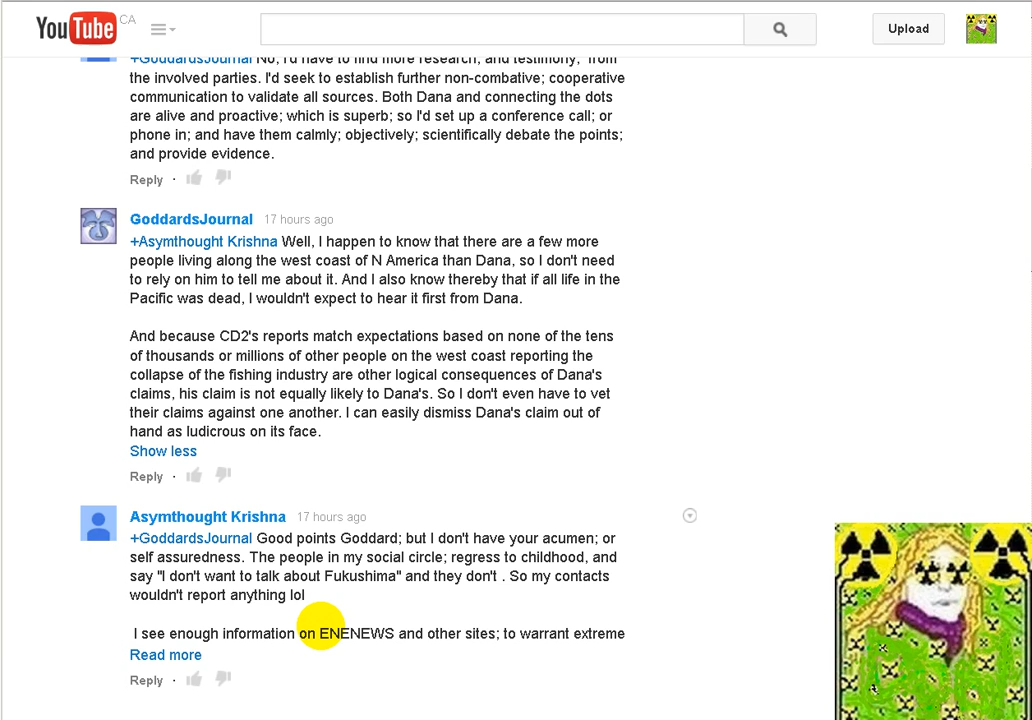 YouTube CA
Upload
+GoddardsJournal No, I'd have to find more research, and testimony; from
the involved parties. I'd seek to establish further non-combative; cooperative
communication to validate all sources. Both Dana and connecting the dots
are alive and proactive; which is superb; so I'd set up a conference call; or
phone in; and have them calmly; objectively; scientifically debate the points;
and provide evidence.
Reply ·
GoddardsJournal 17 hours ago
+Asymthought Krishna Well, I happen to know that there are a few more
people living along the west coast of N America than Dana, so I don't need
to rely on him to tell me about it. And I also know thereby that if all life in the
Pacific was dead, I wouldn't expect to hear it first from Dana.
And because CD2's reports match expectations based on none of the tens
of thousands or millions of other people on the west coast reporting the
collapse of the fishing industry are other logical consequences of Dana's
claims, his claim is not equally likely to Dana's. So I don't even have to vet
their claims against one another. I can easily dismiss Dana's claim out of
hand as ludicrous on its face.
Show less
Reply ·
Asymthought Krishna 17 hours ago
+GoddardsJournal Good points Goddard; but I don't have your acumen; or
self assuredness. The people in my social circle; regress to childhood, and
say "I don't want to talk about Fukushima" and they don't . So my contacts
wouldn't report anything lol
I see enough information on ENENEWS and other sites; to warrant extreme
Read more
Reply ·